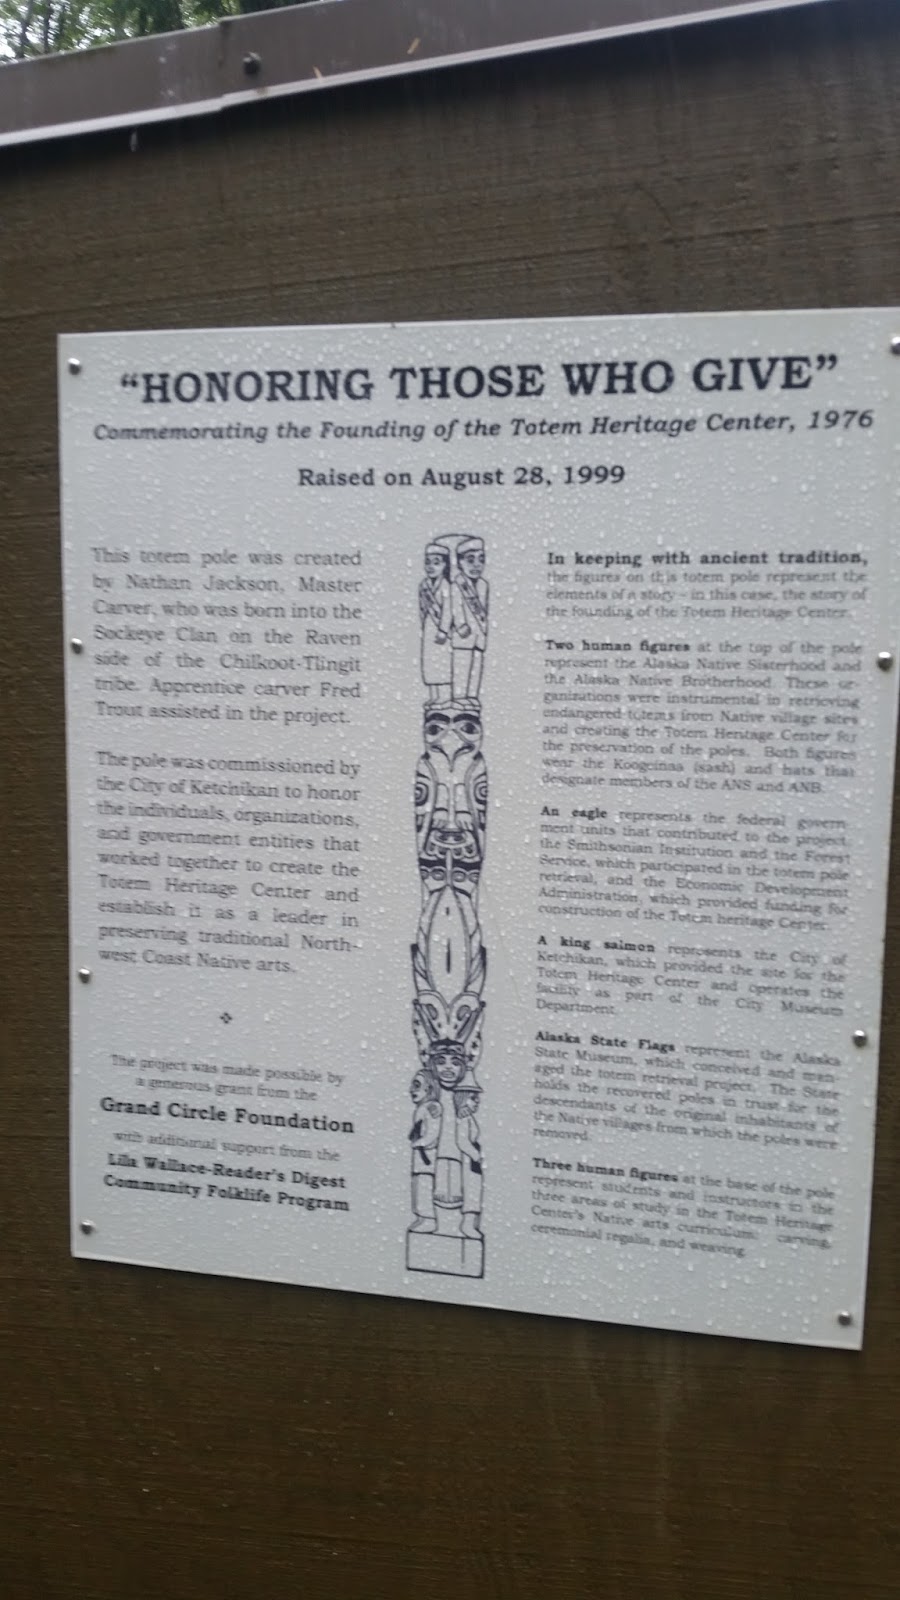 “HONORING THOSE WHO GIVE”
Commemorating the Founding of the Totem Heritage Center, 1976
Raised on August 28, 1999
This totem pole was created
by Nathan Jackson, Master
Carver, who was born into the
Sockeye Clan on the Raven
side of the Chilkoot-Tlingit
tribe. Apprentice carver Fred
Trout assisted in the project.
The pole was commissioned by
the City of Ketchikan to honor
the individuals, organizations,
and government entities that
worked together to create the
Totem Heritage Center and
establish it as a leader in
preserving traditional North-
west Coast Native arts.
The project was made possible by
a generous grant from the
Grand Circle Foundation
with additional support from the
Lila Wallace-Reader's Digest
Community Folklife Program
In keeping with ancient tradition,
the figures on this totem pole represent the
elements of a story - in this case, the story of
the founding of the Totem Heritage Center.
Two human figures at the top of the pole
represent the Alaska Native Sisterhood and
the Alaska Native Brotherhood. These or-
ganizations were instrumental in retrieving
endangered totems from Native village sites
and creating the Totem Heritage Center for
the preservation of the poles. Both figures
wear the Koogeinaa (sash) and hats that
designate members of the ANS and ANB.
An eagle represents the federal govern-
ment units that contributed to the project:
the Smithsonian Institution and the Forest
Service, which participated in the totem pole
retrieval, and the Economic Development
Administration, which provided funding for
construction of the Totem heritage Center.
A king salmon represents the City of
Ketchikan, which provided the site for the
Totem Heritage Center and operates the
facility as part of the City Museum
Department.
Alaska State Flags represent the Alaska
State Museum, which conceived and man-
aged the totem retrieval project. The State
holds the recovered poles in trust for the
descendants of the original inhabitants of
the Native villages from which the poles were
removed.
Three human figures at the base of the pole
represent students and instructors in the
three areas of study in the Totem Heritage
Center's Native arts curriculum: carving,
ceremonial regalia, and weaving.